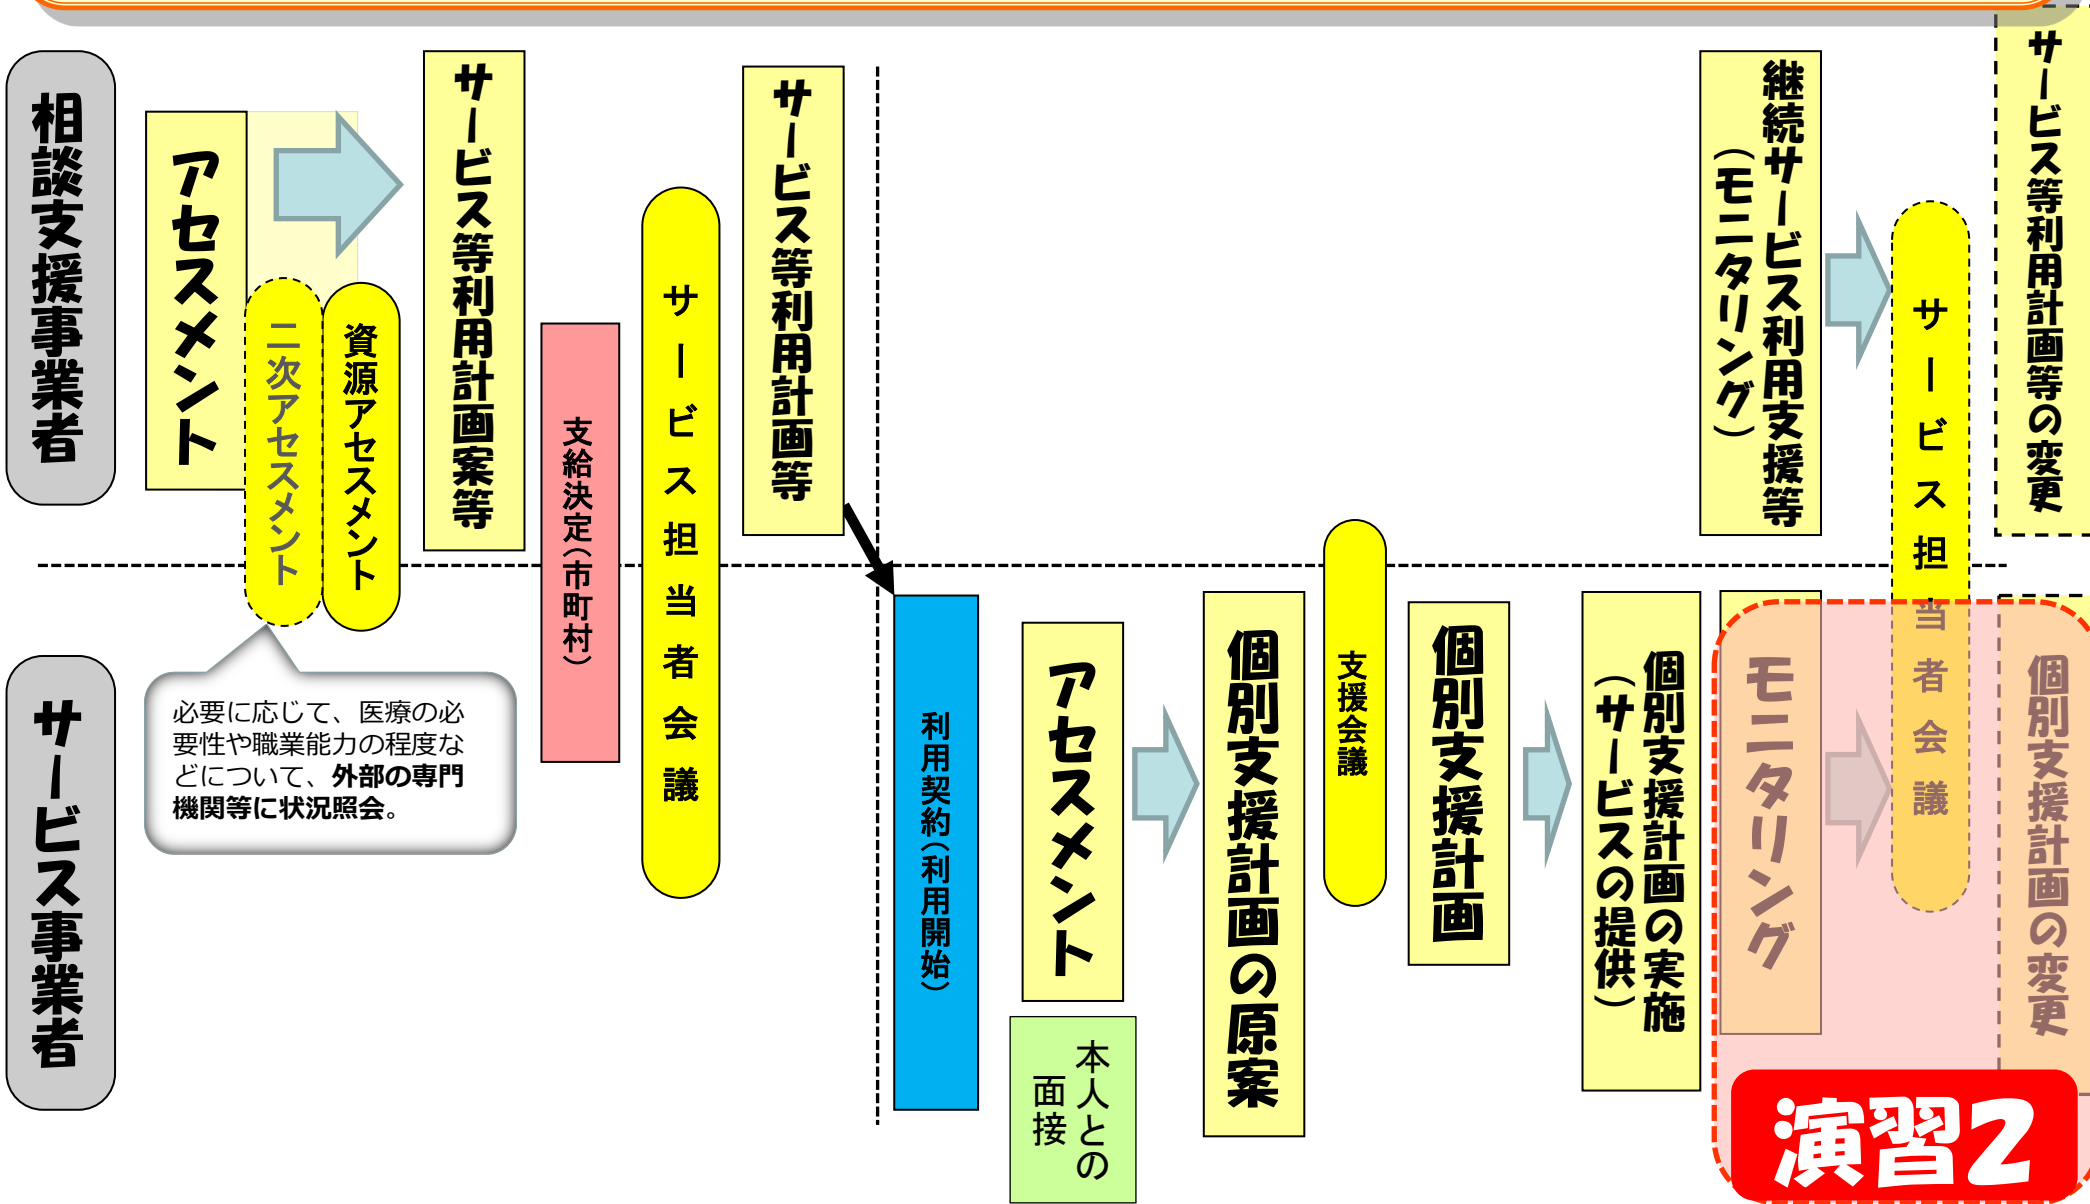 相談支援事業者
アセスメント
二次アセスメント
資源アセスメント
サービス等利用計画案等
支給決定(市町村)
サービス担当者会議
サービス等利用計画等
継続サービス利用支援等
(モニタリング)
サービス担当者会議
サービス等利用計画等の変更
サービス事業者
必要に応じて、医療の必
要性や職業能力の程度な
どについて、外部の専門
機関等に状況照会。
利用契約(利用開始)
アセスメント
本人との
面接
個別支援計画の原案
支援会議
個別支援計画
個別支援計画の実施
(サービスの提供)
モニタリング
個別支援計画の変更
演習2